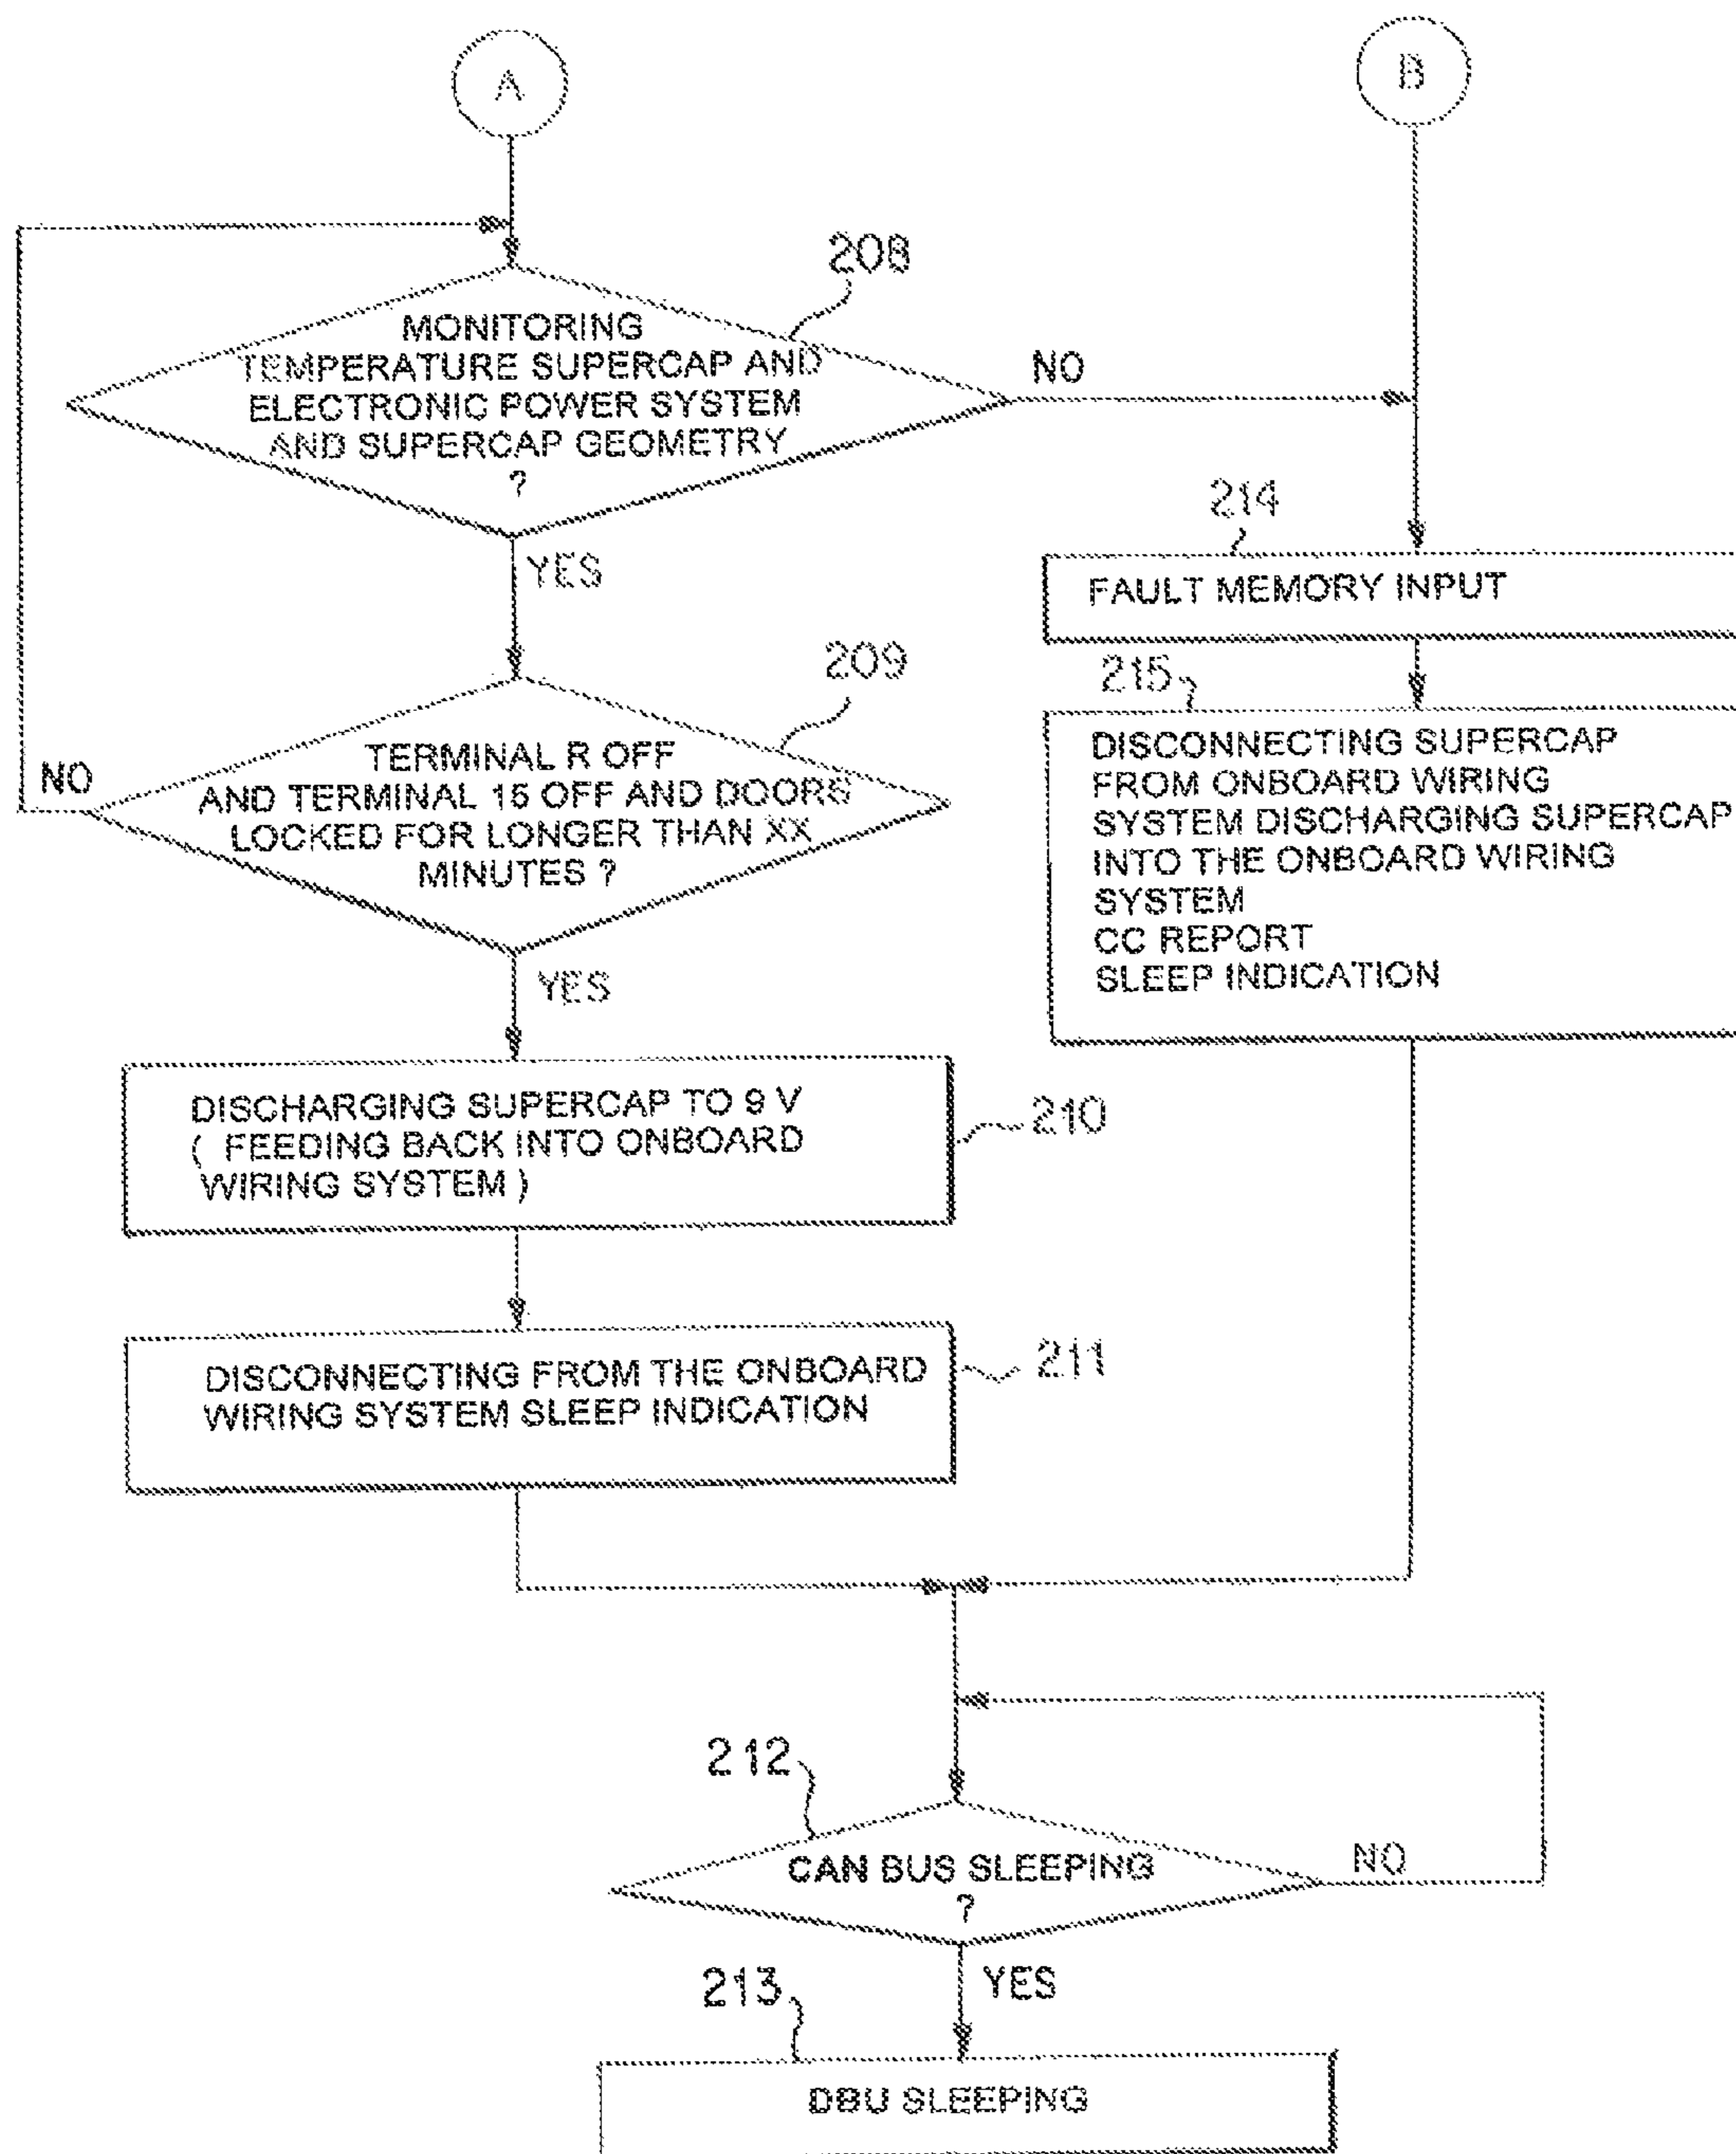 A
B
208
MONITORING
TEMPERATURE SUPERCAP AND
ELECTRONIC POWER SYSTEM
AND SUPERCAP GEOMETRY
?
NO
YES
214
FAULT MEMORY INPUT
209
TERMINAL R OFF
AND TERMINAL 15 OFF AND DOORS
LOCKED FOR LONGER THAN XX
MINUTES ?
NO
YES
215
DISCONNECTING SUPERCAP
FROM ONBOARD WIRING
SYSTEM DISCHARGING SUPERCAP
INTO THE ONBOARD WIRING
SYSTEM
CC REPORT
SLEEP INDICATION
DISCHARGING SUPERCAP TO 9 V
( FEEDING BACK INTO ONBOARD
WIRING SYSTEM )
210
DISCONNECTING FROM THE ONBOARD
WIRING SYSTEM SLEEP INDICATION
211
212
CAN BUS SLEEPING
?
NO
YES
213
DBU SLEEPING